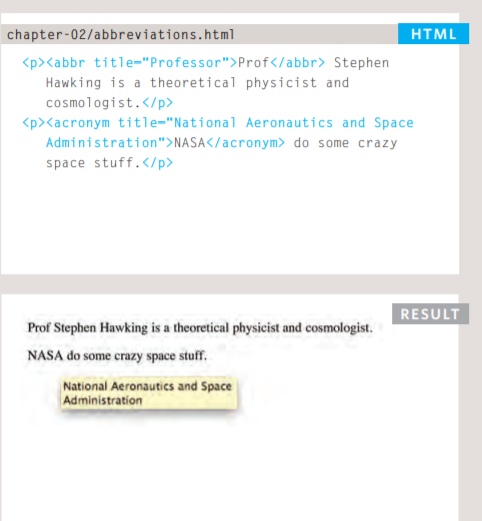 chapter-02/abbreviations.html
HTML
<p><abbr title="Professor">Prof</abbr> Stephen
Hawking is a theoretical physicist and
cosmologist.</p>
<p><acronym title="National Aeronautics and Space
Administration">NASA</acronym> do some crazy
space stuff.</p>
RESULT
Prof Stephen Hawking is a theoretical physicist and cosmologist.
NASA do some crazy space stuff.
National Aeronautics and Space
Administration